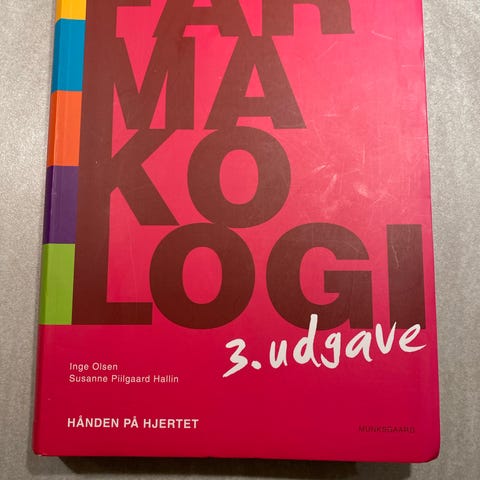 FAR
MA
KO
LOGI
3. udgave
Inge Olsen
Susanne Piilgaard Hallin
HÅNDEN PÅ HJERTET
MUNKSGAARD